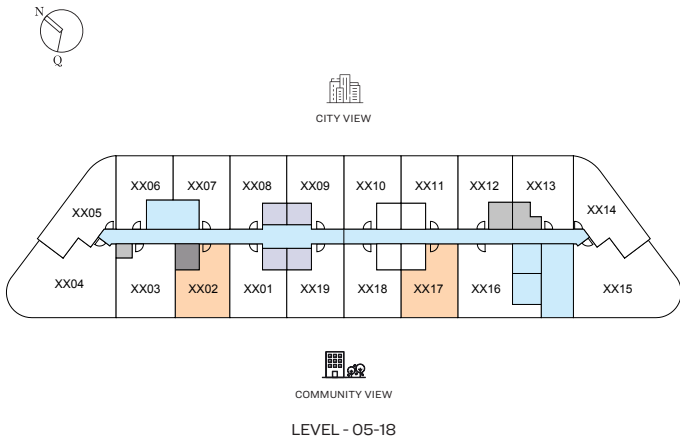 N
Q
CITY VIEW
XX06 XX07 XX08 XX09 XX10 XX11 XX12 XX13
XX05 XX14
XX04 XX03 XX02 XX01 XX19 XX18 XX17 XX16 XX15
COMMUNITY VIEW
LEVEL - 05-18